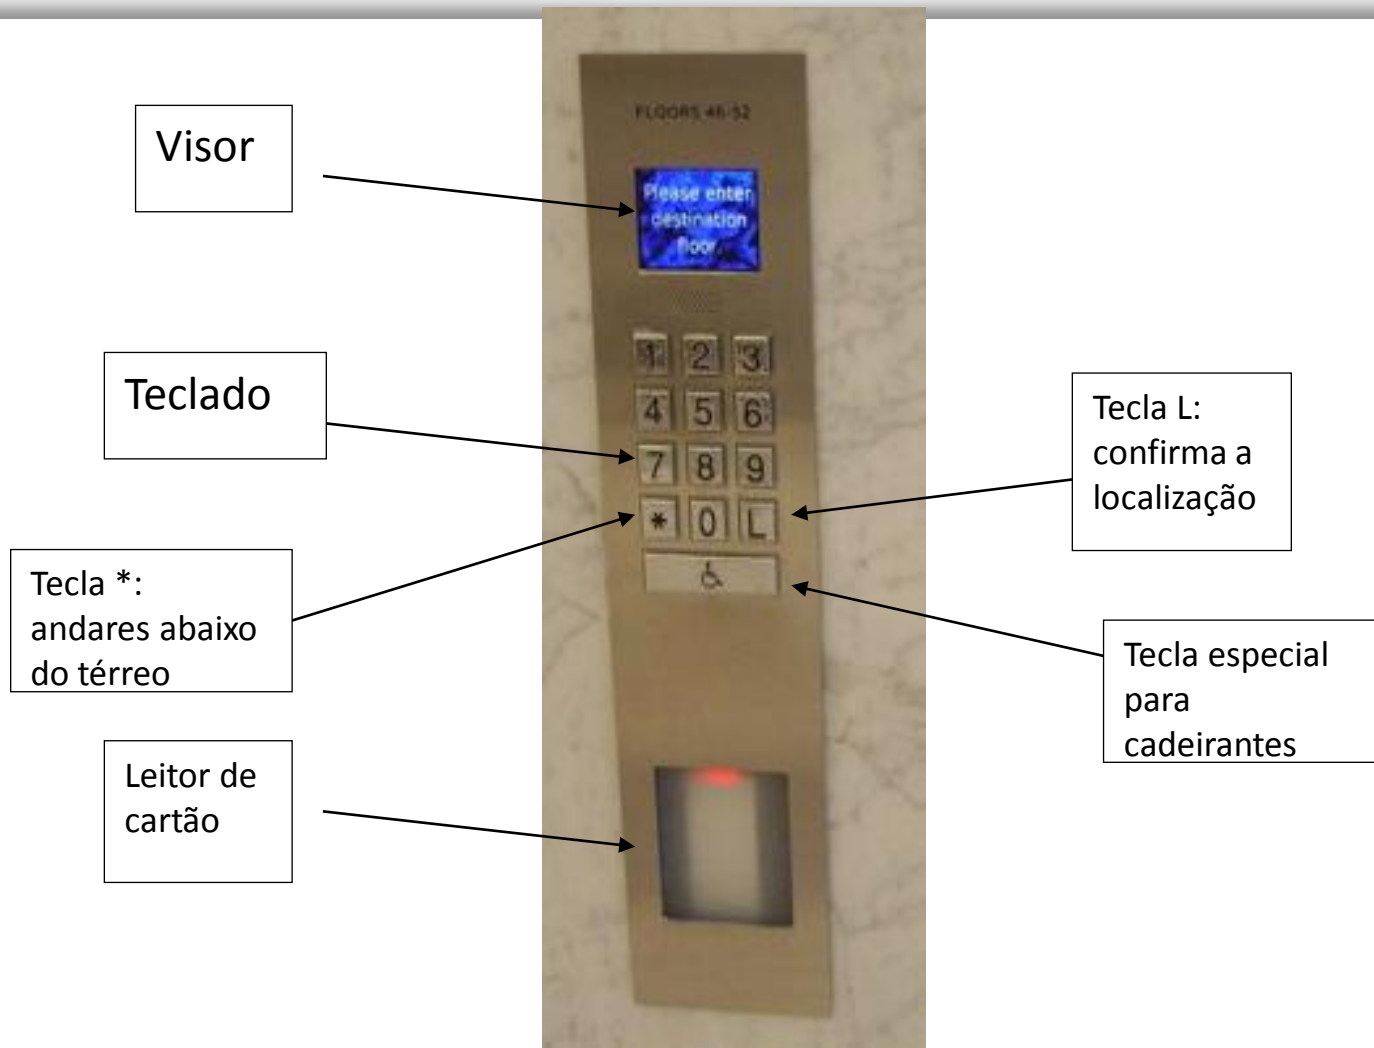 FLOORS 46-52
Visor
Please enter
destination
floor.
1 2 3
Teclado
4 5 6
7 8 9
* 0 L
Tecla L:
confirma a
localização
Tecla *:
andares abaixo
do térreo
Tecla especial
para
cadeirantes
Leitor de
cartão